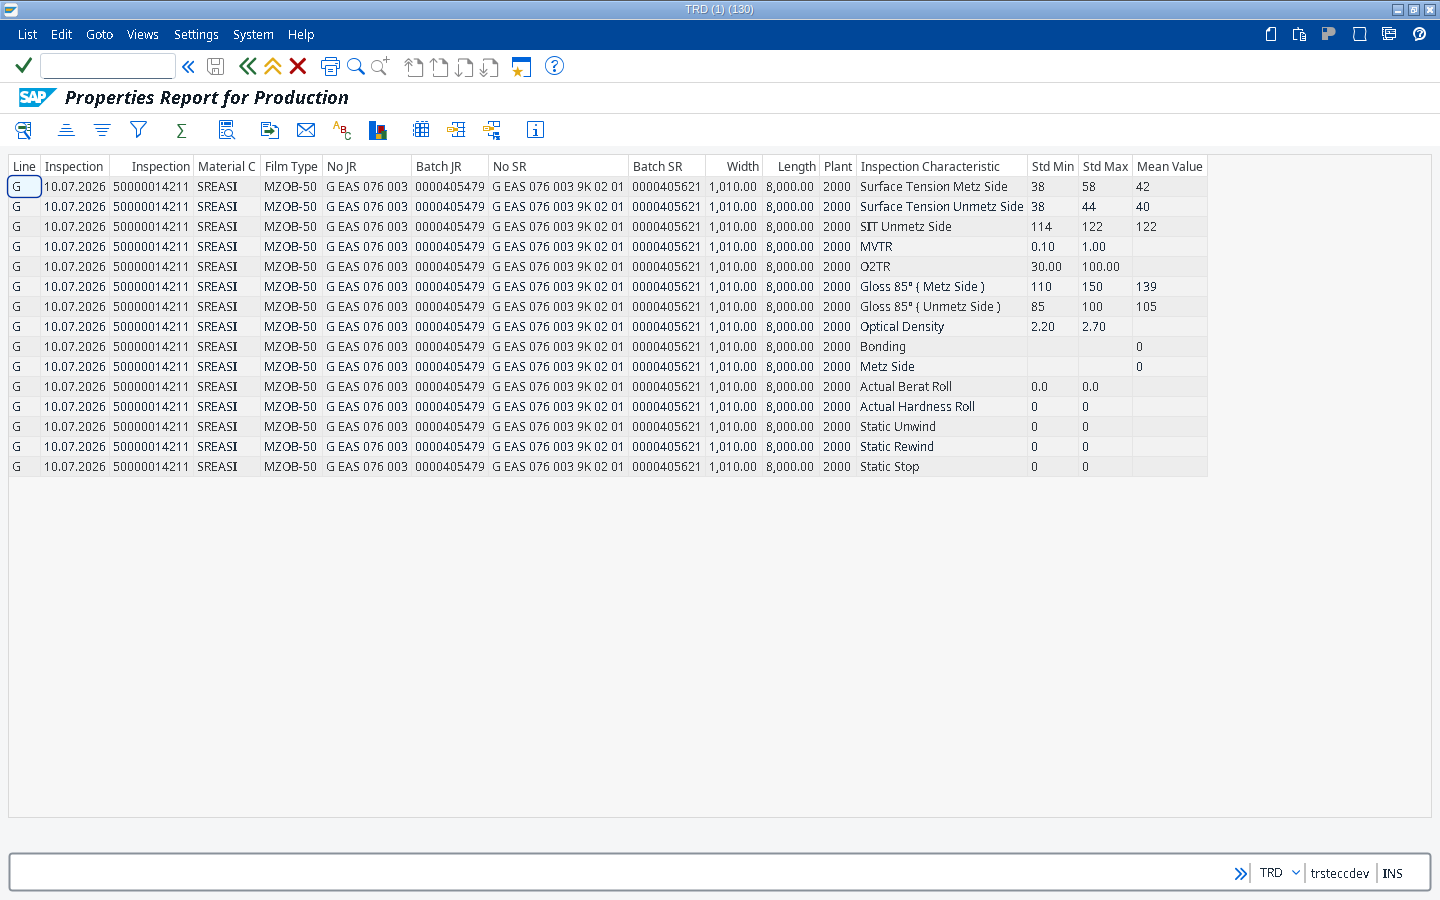 TRD (1) (130)
List Edit Goto Views Settings System Help
SAP Properties Report for Production
Line Inspection Inspection Material C Film Type No JR Batch JR No SR Batch SR Width Length Plant Inspection Characteristic Std Min Std Max Mean Value
G 10.07.2026 50000014211 SREASI MZOB-50 G EAS 076 003 0000405479 G EAS 076 003 9K 02 01 0000405621 1,010.00 8,000.00 2000 Surface Tension Metz Side 38 58 42
G 10.07.2026 50000014211 SREASI MZOB-50 G EAS 076 003 0000405479 G EAS 076 003 9K 02 01 0000405621 1,010.00 8,000.00 2000 Surface Tension Unmetz Side 38 44 40
G 10.07.2026 50000014211 SREASI MZOB-50 G EAS 076 003 0000405479 G EAS 076 003 9K 02 01 0000405621 1,010.00 8,000.00 2000 SIT Unmetz Side 114 122 122
G 10.07.2026 50000014211 SREASI MZOB-50 G EAS 076 003 0000405479 G EAS 076 003 9K 02 01 0000405621 1,010.00 8,000.00 2000 MVTR 0.10 1.00
G 10.07.2026 50000014211 SREASI MZOB-50 G EAS 076 003 0000405479 G EAS 076 003 9K 02 01 0000405621 1,010.00 8,000.00 2000 O2TR 30.00 100.00
G 10.07.2026 50000014211 SREASI MZOB-50 G EAS 076 003 0000405479 G EAS 076 003 9K 02 01 0000405621 1,010.00 8,000.00 2000 Gloss 85° ( Metz Side ) 110 150 139
G 10.07.2026 50000014211 SREASI MZOB-50 G EAS 076 003 0000405479 G EAS 076 003 9K 02 01 0000405621 1,010.00 8,000.00 2000 Gloss 85° ( Unmetz Side ) 85 100 105
G 10.07.2026 50000014211 SREASI MZOB-50 G EAS 076 003 0000405479 G EAS 076 003 9K 02 01 0000405621 1,010.00 8,000.00 2000 Optical Density 2.20 2.70
G 10.07.2026 50000014211 SREASI MZOB-50 G EAS 076 003 0000405479 G EAS 076 003 9K 02 01 0000405621 1,010.00 8,000.00 2000 Bonding 0
G 10.07.2026 50000014211 SREASI MZOB-50 G EAS 076 003 0000405479 G EAS 076 003 9K 02 01 0000405621 1,010.00 8,000.00 2000 Metz Side 0
G 10.07.2026 50000014211 SREASI MZOB-50 G EAS 076 003 0000405479 G EAS 076 003 9K 02 01 0000405621 1,010.00 8,000.00 2000 Actual Berat Roll 0.0 0.0
G 10.07.2026 50000014211 SREASI MZOB-50 G EAS 076 003 0000405479 G EAS 076 003 9K 02 01 0000405621 1,010.00 8,000.00 2000 Actual Hardness Roll 0 0
G 10.07.2026 50000014211 SREASI MZOB-50 G EAS 076 003 0000405479 G EAS 076 003 9K 02 01 0000405621 1,010.00 8,000.00 2000 Static Unwind 0 0
G 10.07.2026 50000014211 SREASI MZOB-50 G EAS 076 003 0000405479 G EAS 076 003 9K 02 01 0000405621 1,010.00 8,000.00 2000 Static Rewind 0 0
G 10.07.2026 50000014211 SREASI MZOB-50 G EAS 076 003 0000405479 G EAS 076 003 9K 02 01 0000405621 1,010.00 8,000.00 2000 Static Stop 0 0
TRD trsteccdev INS